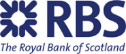 RBS
The Royal Bank of Scotland